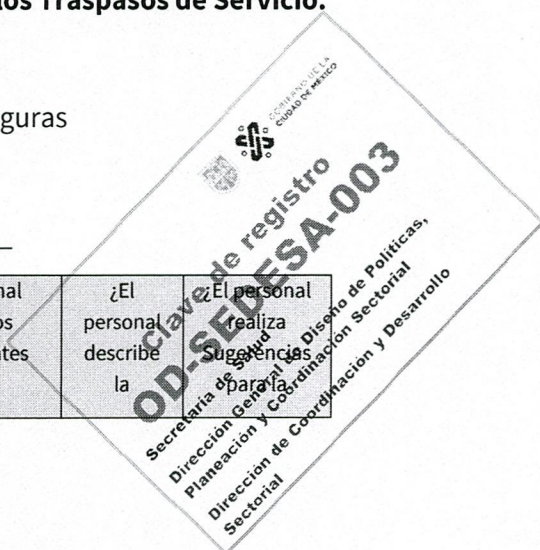 los Traspasos de Servicio.
guras
GOBIERNO DE LA
CIUDAD DE MÉXICO
Clave de registro
OD-SEDESA-003
Secretaría de Salud
Dirección General de Diseño de Políticas,
Planeación y Coordinación Sectorial
Dirección de Coordinación y Desarrollo
Sectorial
nal
os
ntes
¿El
personal
describe
la
¿El personal
realiza
Sugerencias
para la